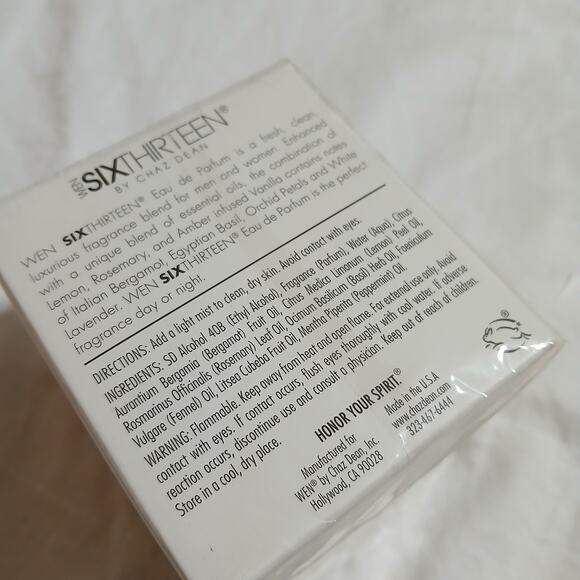 WEN SIXTHIRTEEN®
BY CHAZ DEAN
WEN SIXTHIRTEEN® Eau de Parfum is a fresh, clean,
luxurious fragrance blend for men and women. Enhanced
with a unique blend of essential oils, the combination of
Lemon, Rosemary, and Amber infused Vanilla contains notes
of Italian Bergamot, Egyptian Basil, Orchid Petals and White
Lavender. WEN SIXTHIRTEEN® Eau de Parfum is the perfect
fragrance day or night.
DIRECTIONS: Add a light mist to clean, dry skin. Avoid contact with eyes.
INGREDIENTS: SD Alcohol 40B (Ethyl Alcohol), Fragrance (Parfum), Water (Aqua), Citrus
Aurantium Bergamia (Bergamot) Fruit Oil, Citrus Medica Limonum (Lemon) Peel Oil,
Rosmarinus Officinalis (Rosemary) Leaf Oil, Ocimum Basilicum (Basil) Herb Oil, Foeniculum
Vulgare (Fennel) Oil, Litsea Cubeba Fruit Oil, Mentha Piperita (Peppermint) Oil.
WARNING: Flammable. Keep away from heat and open flame. For external use only. Avoid
contact with eyes. If contact occurs, flush eyes thoroughly with cool water. If adverse
reaction occurs, discontinue use and consult a physician. Keep out of reach of children.
Store in a cool, dry place.
HONOR YOUR SPIRIT.®
Manufactured for
WEN® by Chaz Dean, Inc.
Hollywood, CA 90028
Made in the U.S.A
www.chazdean.com
323-467-6444